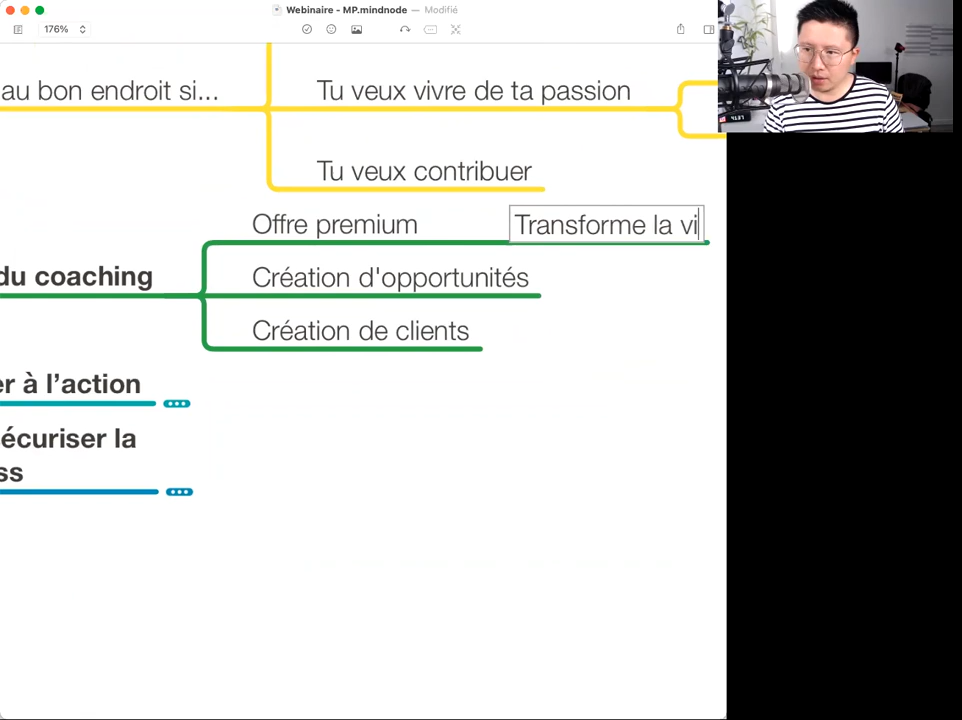 Webinaire - MP.mindnode — Modifié
176%
au bon endroit si...
Tu veux vivre de ta passion
Tu veux contribuer
Offre premium
Transforme la vi
du coaching
Création d'opportunités
Création de clients
er à l’action
écuriser la
ss